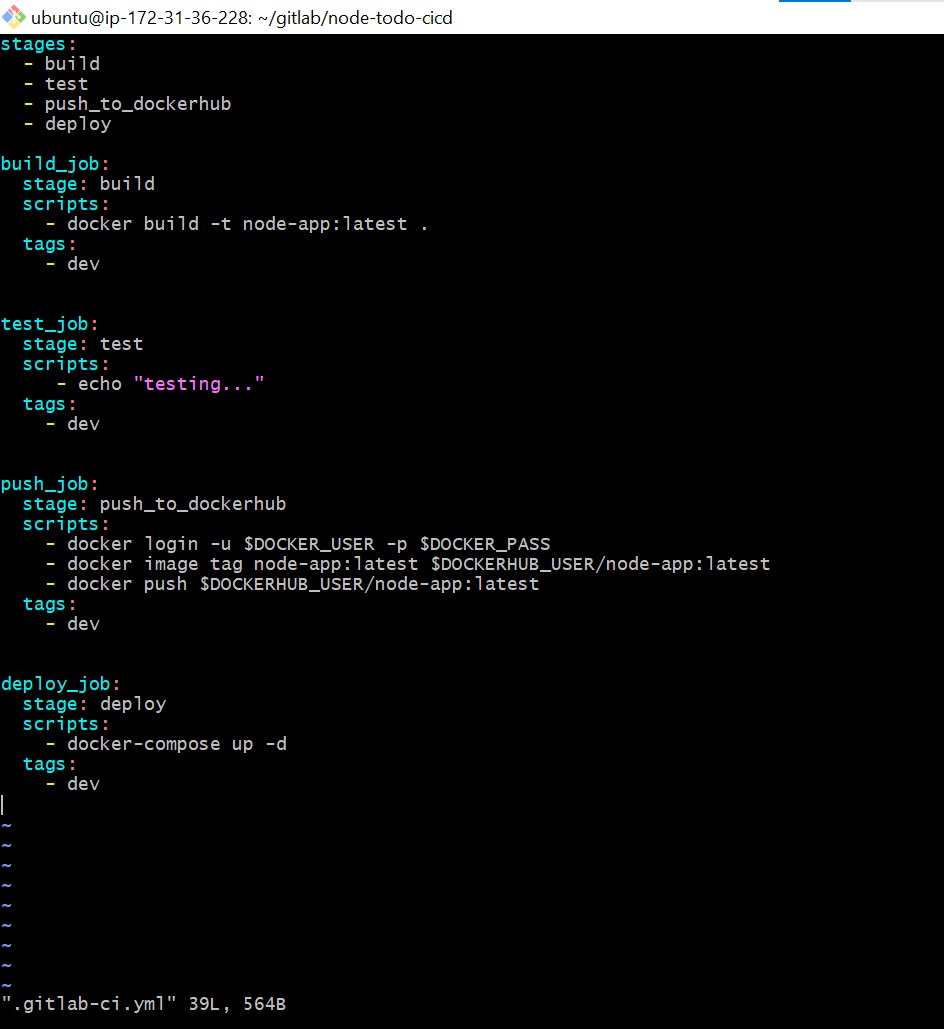 ubuntu@ip-172-31-36-228: ~/gitlab/node-todo-cicd
stages:
  - build
  - test
  - push_to_dockerhub
  - deploy

build_job:
  stage: build
  scripts:
    - docker build -t node-app:latest .
  tags:
    - dev


test_job:
  stage: test
  scripts:
     - echo "testing..."
  tags:
    - dev


push_job:
  stage: push_to_dockerhub
  scripts:
    - docker login -u $DOCKER_USER -p $DOCKER_PASS
    - docker image tag node-app:latest $DOCKERHUB_USER/node-app:latest
    - docker push $DOCKERHUB_USER/node-app:latest
  tags:
    - dev


deploy_job:
  stage: deploy
  scripts:
    - docker-compose up -d
  tags:
    - dev

~
~
~
~
~
~
~
~
~
".gitlab-ci.yml" 39L, 564B